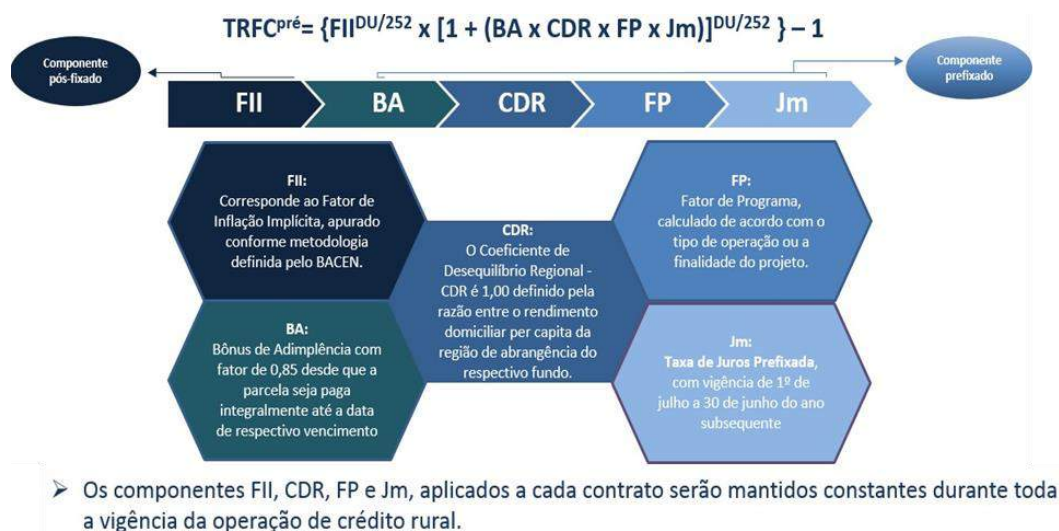 TRFCpré= {FIIDU/252 x [1 + (BA x CDR x FP x Jm)]DU/252 } – 1
Componente
pós-fixado
Componente
prefixado
FII
BA
CDR
FP
Jm
FII:
Corresponde ao Fator de
Inflação Implícita, apurado
conforme metodologia
definida pelo BACEN.
BA:
Bônus de Adimplência com
fator de 0,85 desde que a
parcela seja paga
integralmente até a data
de respectivo vencimento
CDR:
O Coeficiente de
Desequilíbrio Regional -
CDR é 1,00 definido pela
razão entre o rendimento
domiciliar per capita da
região de abrangência do
respectivo fundo.
FP:
Fator de Programa,
calculado de acordo com o
tipo de operação ou a
finalidade do projeto.
Jm:
Taxa de Juros Prefixada,
com vigência de 1º de
julho a 30 de junho do ano
subsequente
➢ Os componentes FII, CDR, FP e Jm, aplicados a cada contrato serão mantidos constantes durante toda
a vigência da operação de crédito rural.